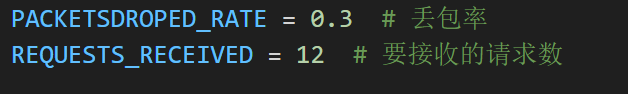 PACKETSDROPED_RATE = 0.3  # 丢包率
REQUESTS_RECEIVED = 12  # 要接收的请求数